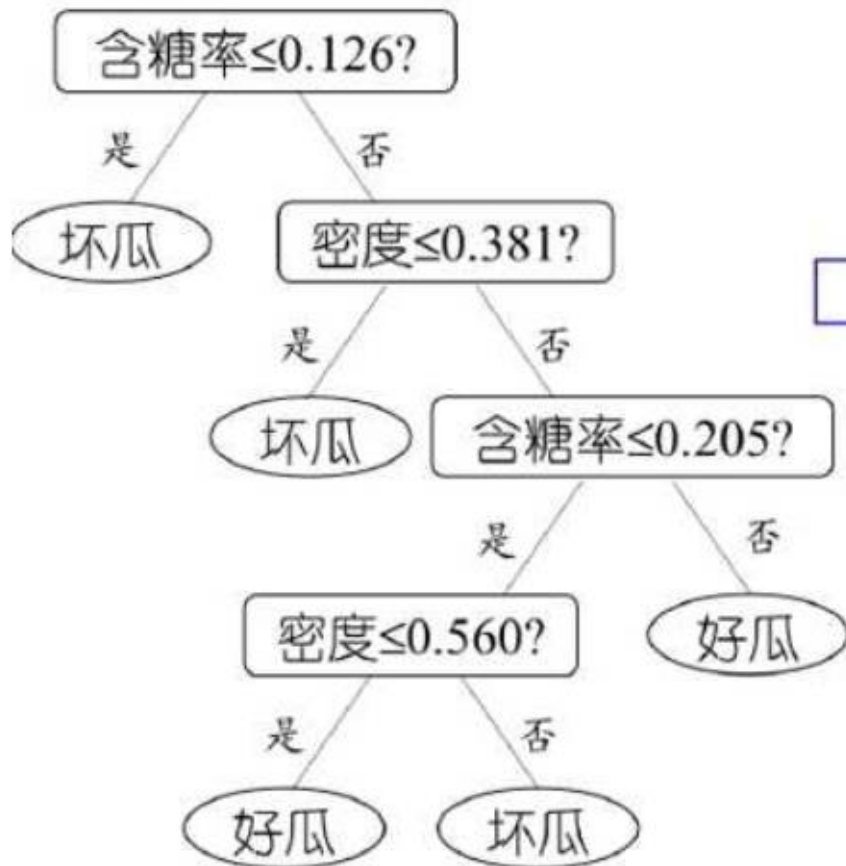 含糖率≤0.126?
是 否
坏瓜 密度≤0.381?
是 否
坏瓜 含糖率≤0.205?
是 否
密度≤0.560? 好瓜
是 否
好瓜 坏瓜